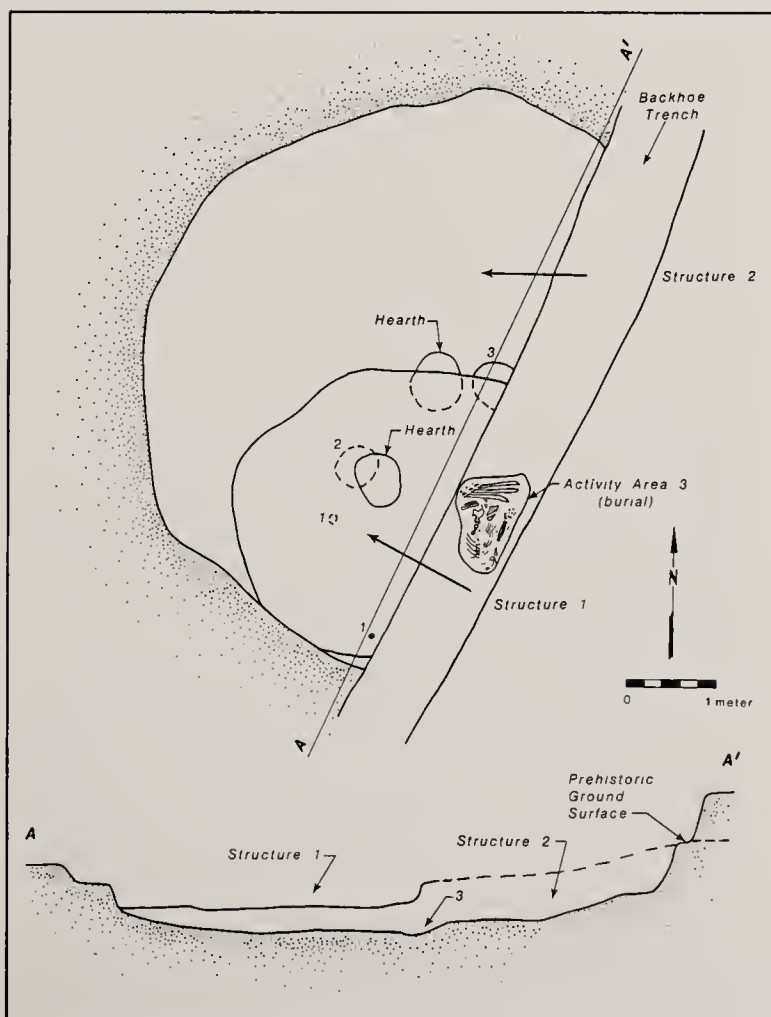 A'
Backhoe
Trench
Structure 2
Hearth
3
Hearth
2
Activity Area 3
(burial)
1
N
Structure 1
1
0 1 meter
A
A'
Prehistoric
Ground
Surface
A
Structure 1
Structure 2
3